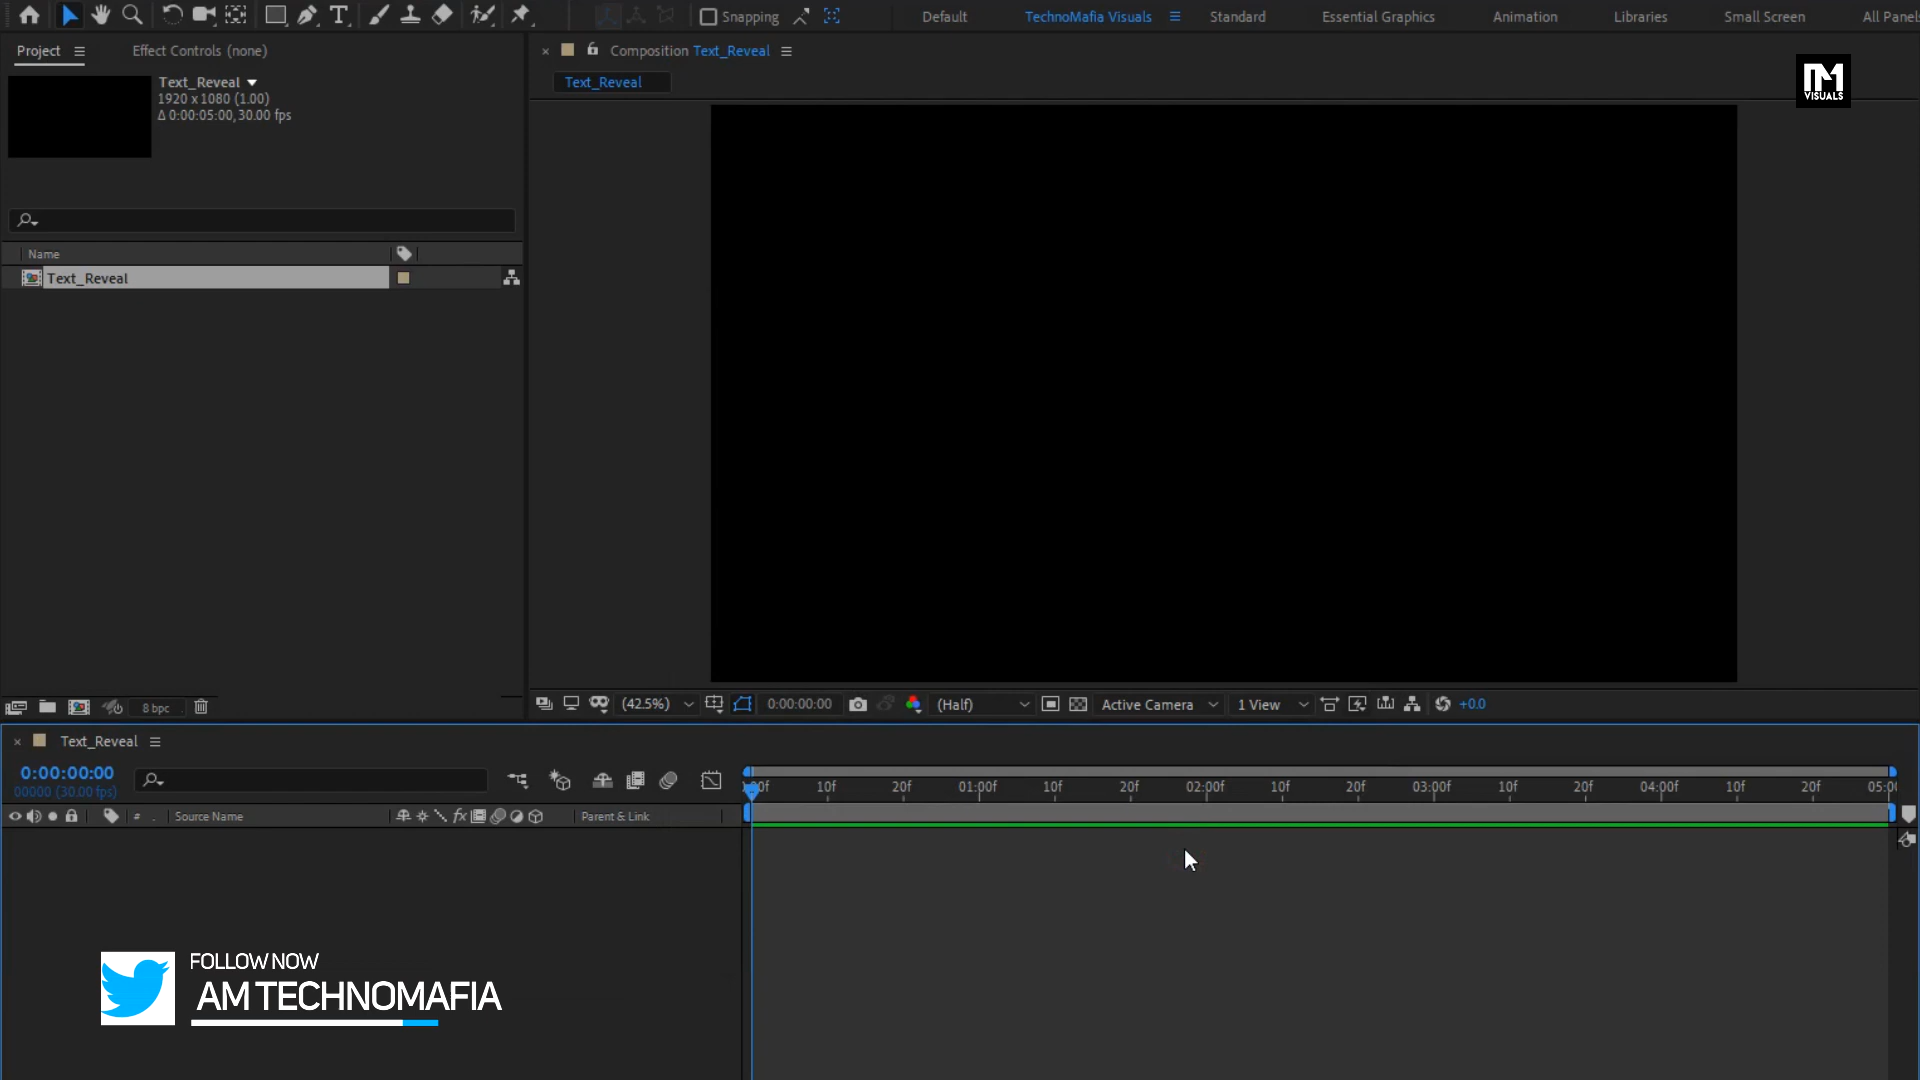 Snapping
Default
TechnoMafia Visuals
Standard
Essential Graphics
Animation
Libraries
Small Screen
All Panels
Project
Effect Controls (none)
Composition Text_Reveal
Text_Reveal
Text_Reveal
1920 x 1080 (1.00)
Δ 0:00:05:00, 30.00 fps
VISUALS
Name
Text_Reveal
8 bpc
(42.5%)
0:00:00:00
(Half)
Active Camera
1 View
+0.0
Text_Reveal
0:00:00:00
00000 (30.00 fps)
:00f 10f 20f 01:00f 10f 20f 02:00f 10f 20f 03:00f 10f 20f 04:00f 10f 20f 05:00
# Source Name
fx
Parent & Link
FOLLOW NOW
AM TECHNOMAFIA